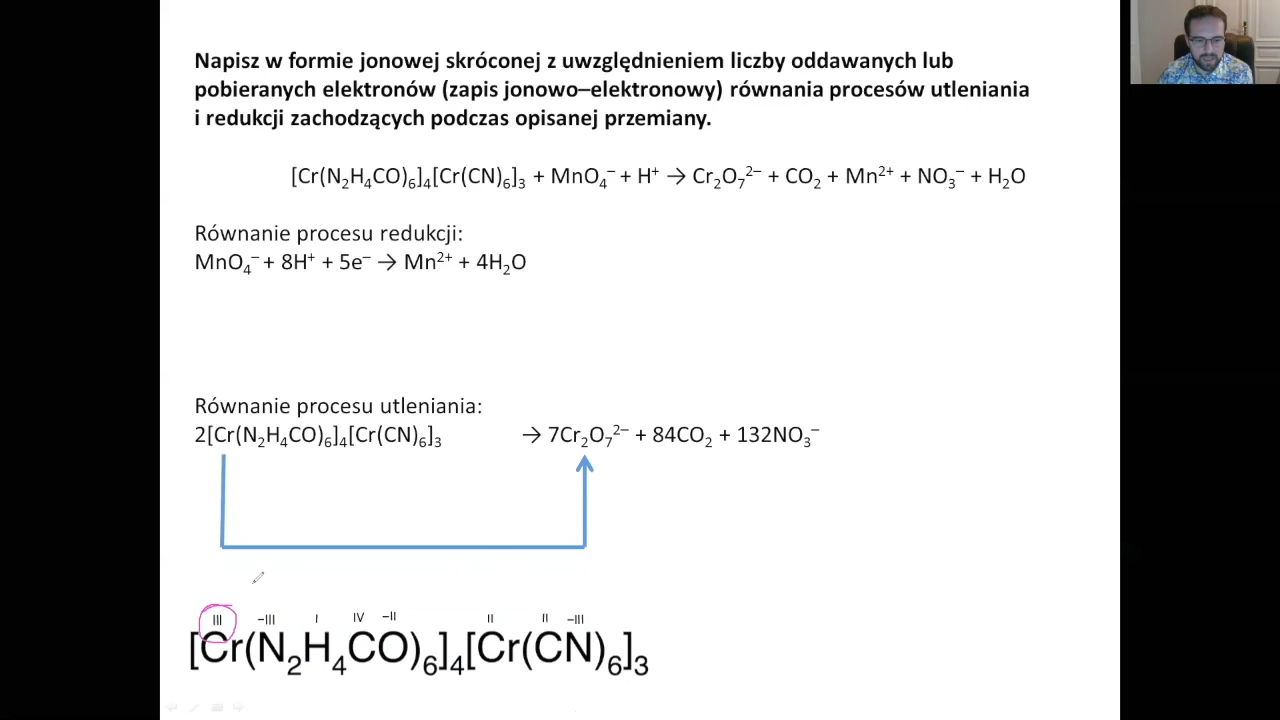 Napisz w formie jonowej skróconej z uwzględnieniem liczby oddawanych lub
pobieranych elektronów (zapis jonowo–elektronowy) równania procesów utleniania
i redukcji zachodzących podczas opisanej przemiany.
[Cr(N₂H₄CO)₆]₄[Cr(CN)₆]₃ + MnO₄⁻ + H⁺ → Cr₂O₇²⁻ + CO₂ + Mn²⁺ + NO₃⁻ + H₂O
Równanie procesu redukcji:
MnO₄⁻ + 8H⁺ + 5e⁻ → Mn²⁺ + 4H₂O
Równanie procesu utleniania:
2[Cr(N₂H₄CO)₆]₄[Cr(CN)₆]₃ → 7Cr₂O₇²⁻ + 84CO₂ + 132NO₃⁻
III –III I IV –II II II –III
[Cr(N₂H₄CO)₆]₄[Cr(CN)₆]₃